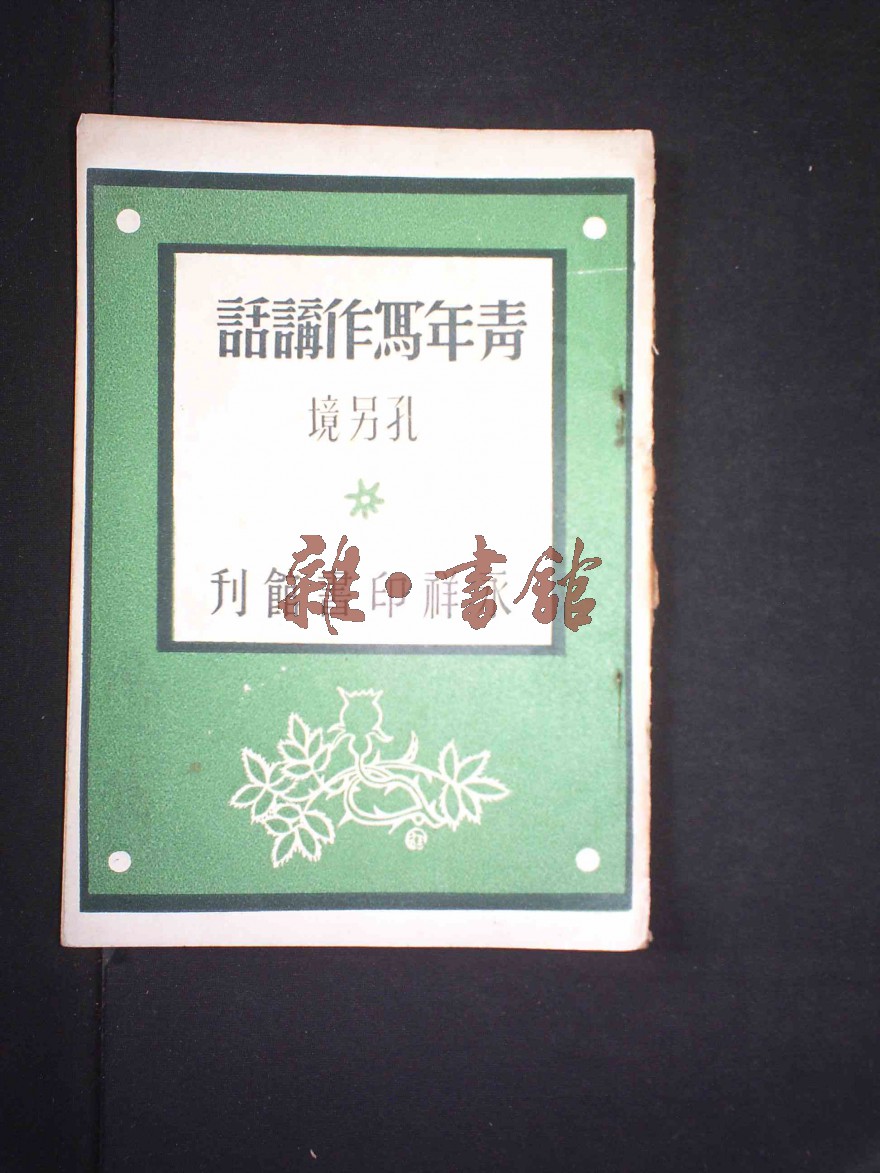 青年寫作講話
孔另境
永祥印書館刊
雜·書館